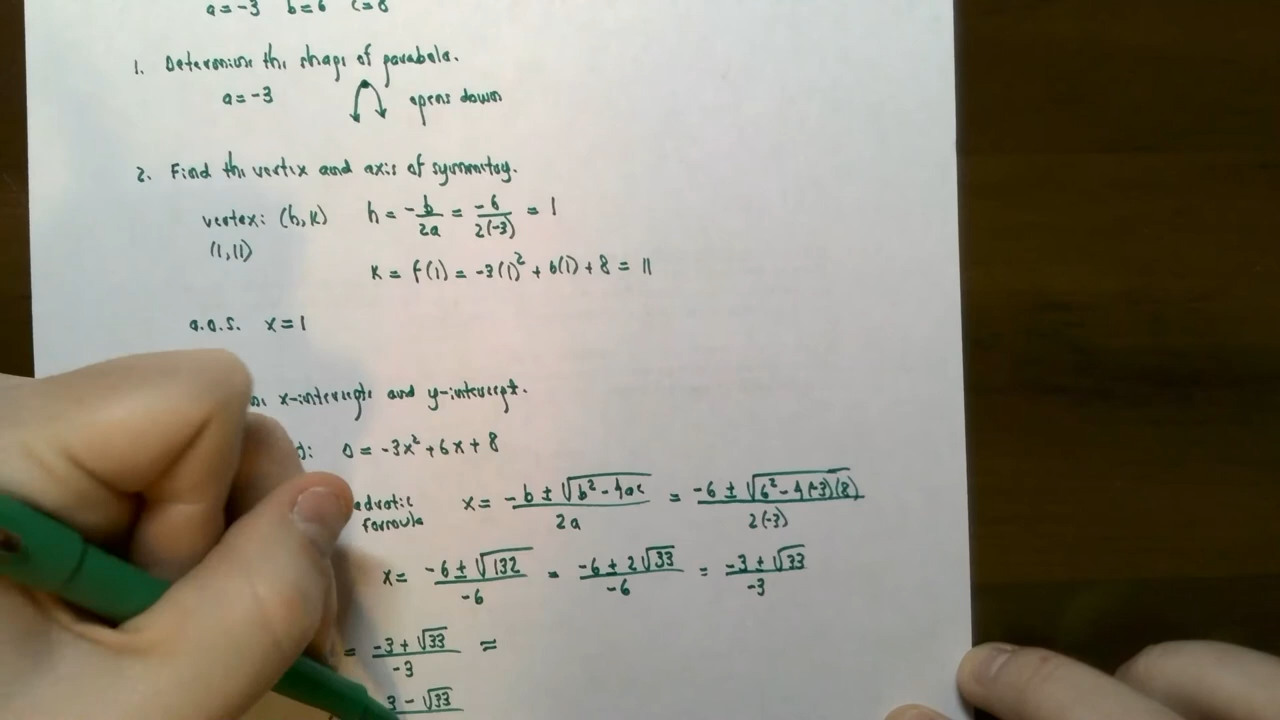 a = -3 b = 6 c = 8
1. Determine the shape of parabola.
a = -3 opens down
2. Find the vertex and axis of symmetry.
vertex: (h, k) h = -b/2a = -6/2(-3) = 1
(1, 11)
k = f(1) = -3(1)² + 6(1) + 8 = 11
a.o.s. x = 1
x-intercepts and y-intercept.
): 0 = -3x² + 6x + 8
adratic formula x = (-b ± √(b² - 4ac))/2a = (-6 ± √(6² - 4(-3)(8)))/2(-3)
x = (-6 ± √132)/-6 = (-6 ± 2√33)/-6 = (-3 ± √33)/-3
= (-3 + √33)/-3 ≈
3 - √33